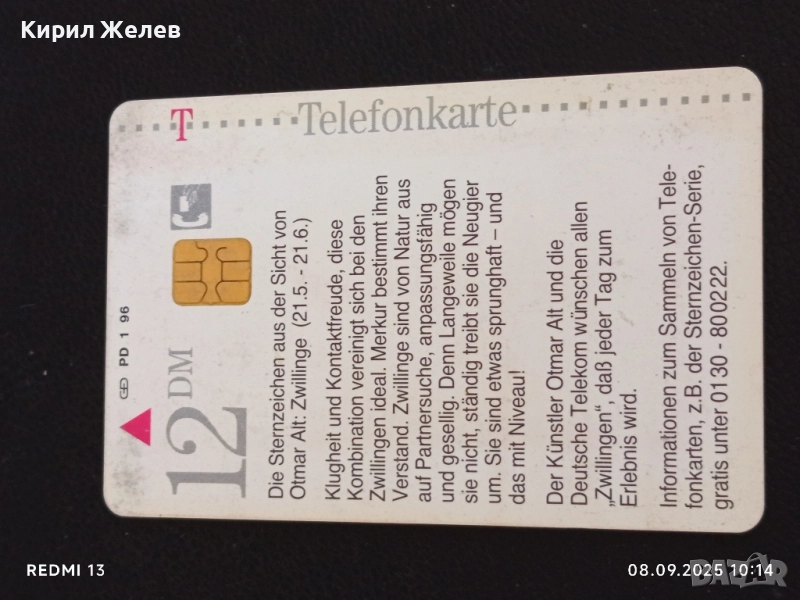 Кирил Желев
T Telefonkarte
PD 1 96
12 DM
Die Sternzeichen aus der Sicht von
Otmar Alt: Zwillinge (21.5. - 21.6.)
Klugheit und Kontaktfreude, diese
Kombination vereinigt sich bei den
Zwillingen ideal. Merkur bestimmt ihren
Verstand. Zwillinge sind von Natur aus
auf Partnersuche, anpassungsfähig
und gesellig. Denn Langeweile mögen
sie nicht, ständig treibt sie die Neugier
um. Sie sind etwas sprunghaft – und
das mit Niveau!
Der Künstler Otmar Alt und die
Deutsche Telekom wünschen allen
„Zwillingen“, daß jeder Tag zum
Erlebnis wird.
Informationen zum Sammeln von Tele-
fonkarten, z.B. der Sternzeichen-Serie,
gratis unter 0130 - 800222.
REDMI 13
08.09.2025 10:14
BAZAR